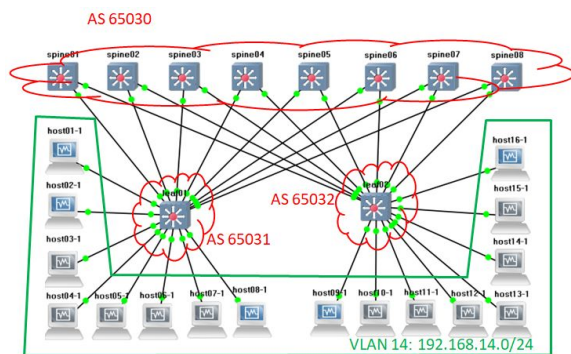 AS 65030
spine01 spine02 spine03 spine04 spine05 spine06 spine07 spine08
host01-1 host16-1
host02-1 leaf01 leaf02 host15-1
AS 65032
host03-1 AS 65031 host14-1
host04-1 host05-1 host06-1 host07-1 host08-1 host09-1 host10-1 host11-1 host12-1 host13-1
VLAN 14: 192.168.14.0/24